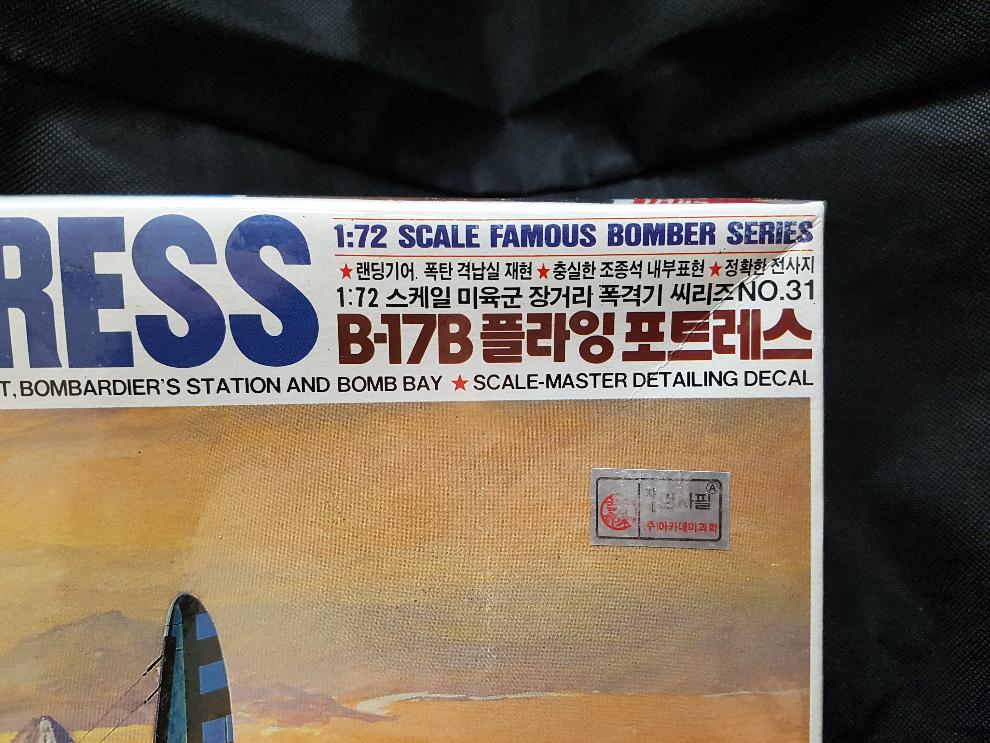 RESS
1:72 SCALE FAMOUS BOMBER SERIES
★랜딩기어. 폭탄 격납실 재현 ★충실한 조종석 내부표현 ★정확한 전사지
1:72 스케일 미육군 장거리 폭격기 씨리즈 NO.31
B-17B 플라잉 포트레스
T, BOMBARDIER'S STATION AND BOMB BAY ★ SCALE-MASTER DETAILING DECAL
검사필
주)아카데미과학